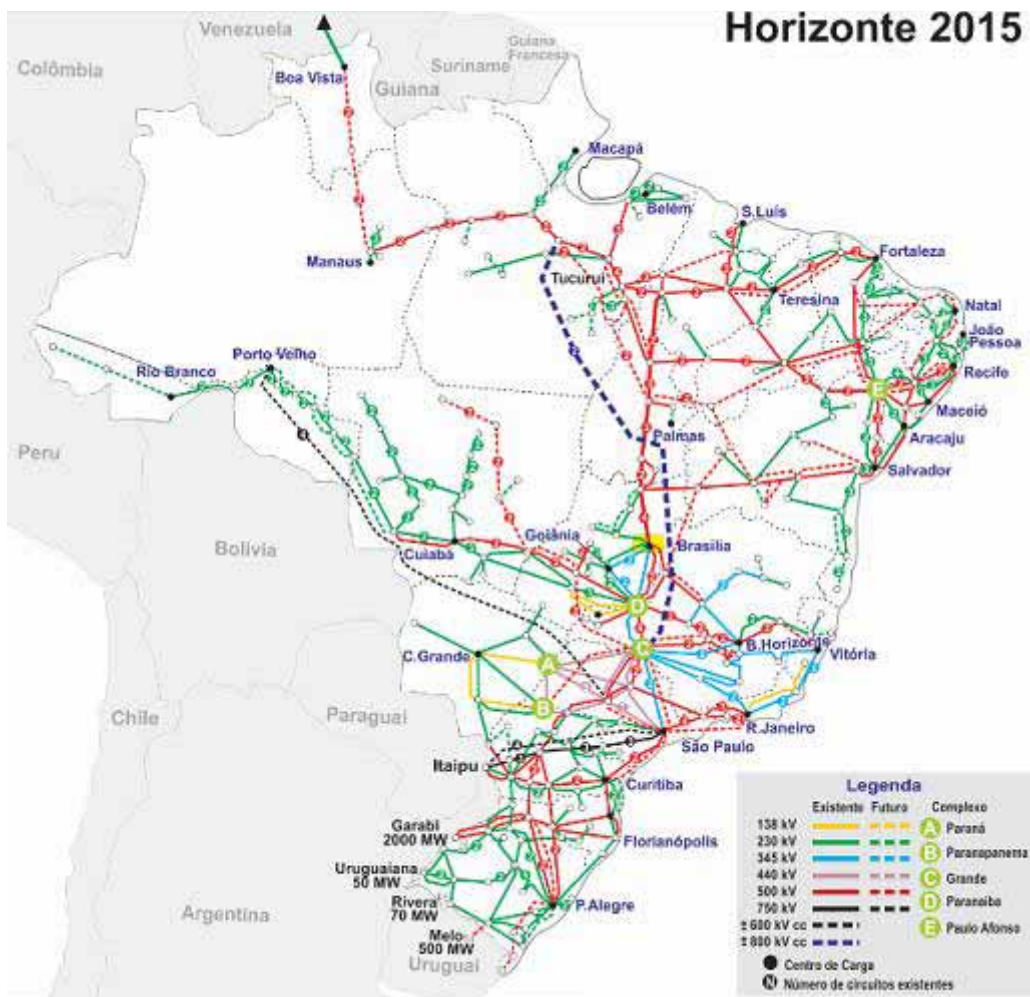 Horizonte 2015
Venezuela
Colômbia
Guiana
Suriname
Guiana
Francesa
Boa Vista
Macapá
Belém
S.Luís
Manaus
Tucuruí
Fortaleza
Teresina
Natal
João
Pessoa
Recife
Maceió
Aracaju
Salvador
E
Porto Velho
Rio Branco
Palmas
Peru
Bolívia
Cuiabá
Goiânia
Brasília
D
C
B.Horizonte
Vitória
C.Grande
A
B
Chile
Paraguai
R.Janeiro
São Paulo
Itaipu
Curitiba
Garabi
2000 MW
Florianópolis
Uruguaiana
50 MW
Rivera
70 MW
P.Alegre
Melo
500 MW
Argentina
Uruguai
Legenda
Existente Futuro Complexo
138 kV A Paraná
230 kV B Paranapanema
345 kV C Grande
440 kV D Paranaiba
500 kV E Paulo Afonso
750 kV
± 600 kV cc
± 800 kV cc
Centro de Carga
N Número de circuitos existentes